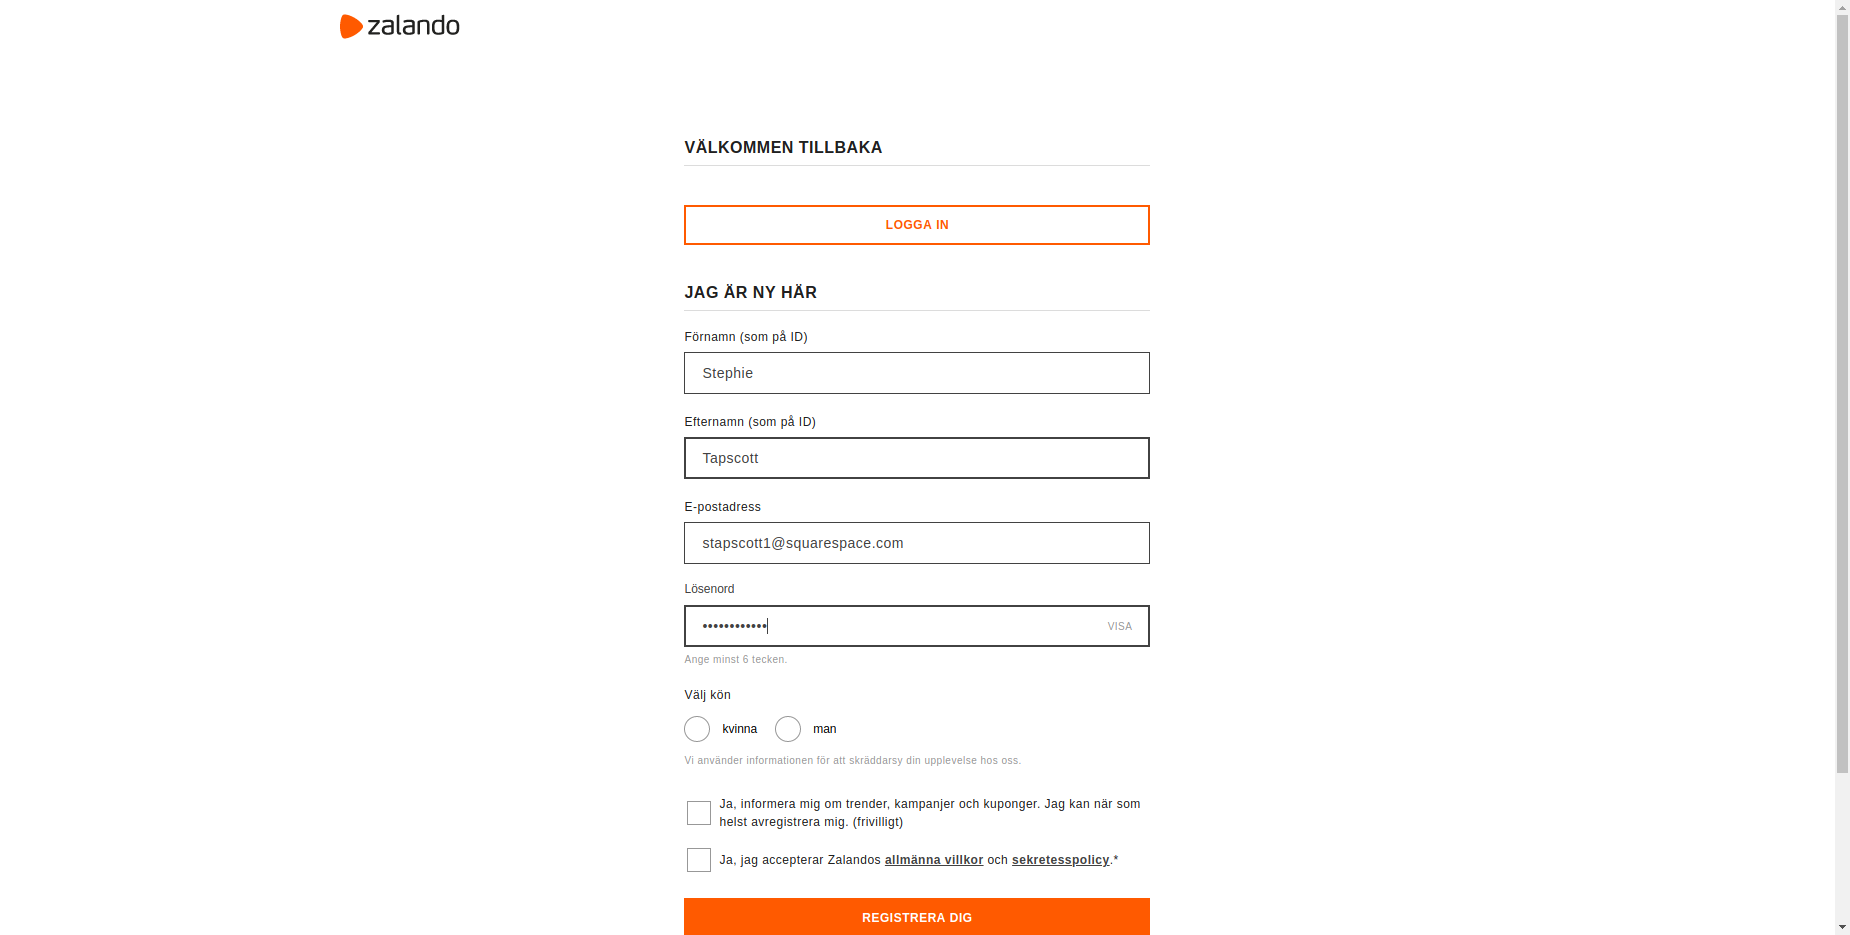 zalando
VÄLKOMMEN TILLBAKA
LOGGA IN
JAG ÄR NY HÄR
Förnamn (som på ID)
Stephie
Efternamn (som på ID)
Tapscott
E-postadress
stapscott1@squarespace.com
Lösenord
•••••••••••• VISA
Ange minst 6 tecken.
Välj kön
kvinna man
Vi använder informationen för att skräddarsy din upplevelse hos oss.
Ja, informera mig om trender, kampanjer och kuponger. Jag kan när som
helst avregistrera mig. (frivilligt)
Ja, jag accepterar Zalandos allmänna villkor och sekretesspolicy.*
REGISTRERA DIG